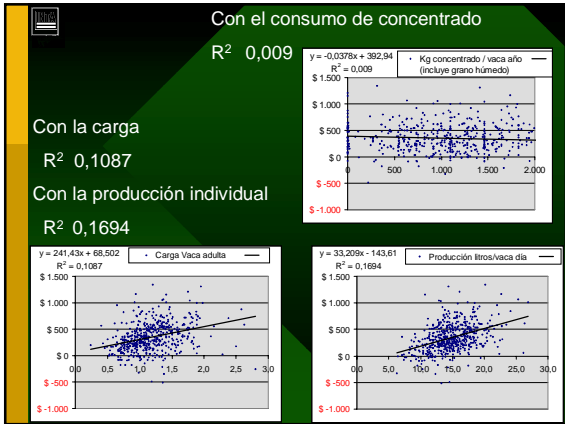 Con el consumo de concentrado
R² 0,009
y = -0,0378x + 392,94
R² = 0,009
Kg concentrado / vaca año
(incluye grano húmedo)
$ 1.500
$ 1.000
$ 500
$ 0
$ -500
$ -1.000
0 500 1.000 1.500 2.000
Con la carga
R² 0,1087
Con la producción individual
R² 0,1694
y = 241,43x + 68,502
R² = 0,1087
Carga Vaca adulta
$ 1.500
$ 1.000
$ 500
$ 0
$ -500
$ -1.000
0,0 0,5 1,0 1,5 2,0 2,5 3,0
y = 33,209x - 143,61
R² = 0,1694
Producción litros/vaca día
$ 1.500
$ 1.000
$ 500
$ 0
$ -500
$ -1.000
0,0 5,0 10,0 15,0 20,0 25,0 30,0